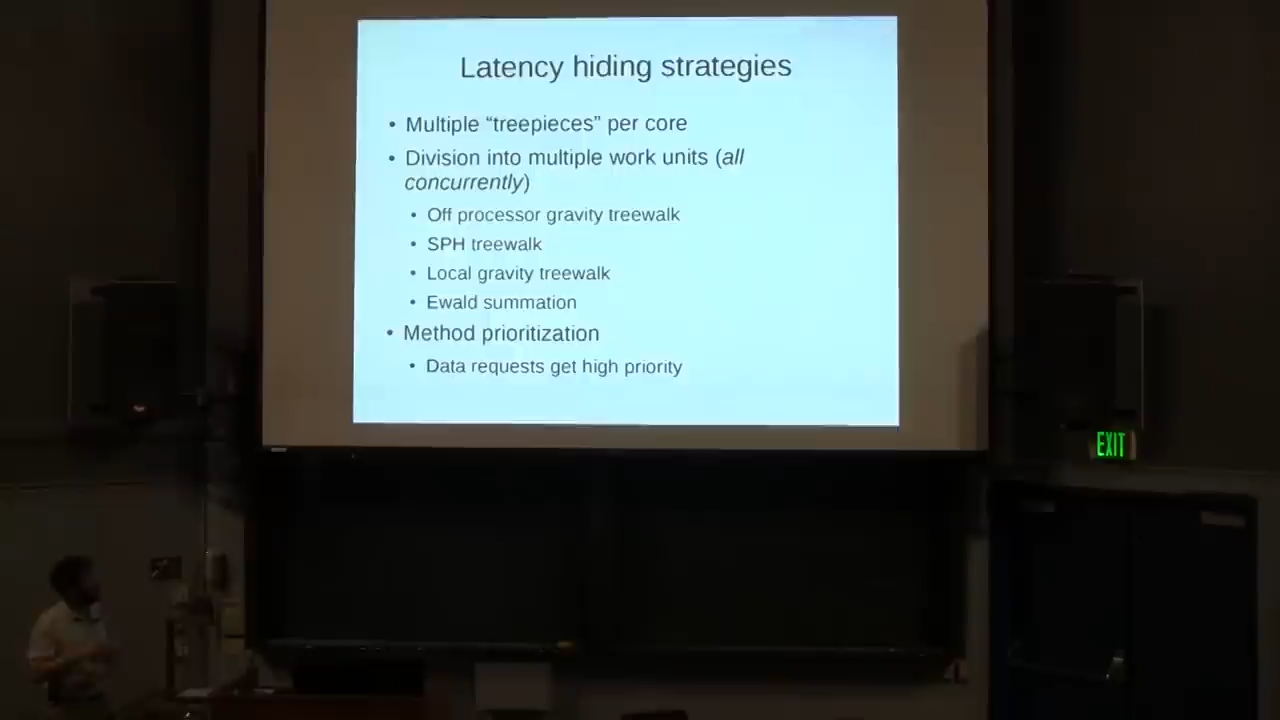 Latency hiding strategies
• Multiple “treepieces” per core
• Division into multiple work units (all
concurrently)
• Off processor gravity treewalk
• SPH treewalk
• Local gravity treewalk
• Ewald summation
• Method prioritization
• Data requests get high priority
EXIT